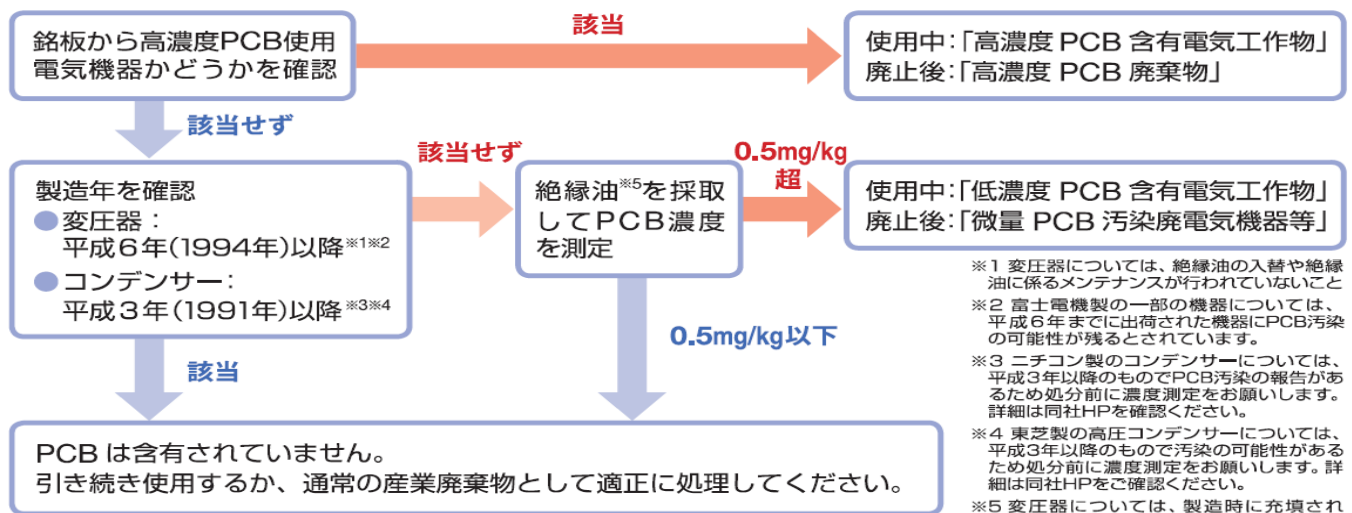 銘板から高濃度PCB使用
電気機器かどうかを確認
該当
使用中:「高濃度 PCB 含有電気工作物」
廃止後:「高濃度 PCB 廃棄物」
該当せず
製造年を確認
●変圧器:
平成6年(1994年)以降※1※2
●コンデンサー:
平成3年(1991年)以降※3※4
該当せず
絶縁油※5を採取
してPCB濃度
を測定
0.5mg/kg
超
使用中:「低濃度 PCB 含有電気工作物」
廃止後:「微量 PCB 汚染廃電気機器等」
該当
0.5mg/kg以下
PCB は含有されていません。
引き続き使用するか、通常の産業廃棄物として適正に処理してください。
※1 変圧器については、絶縁油の入替や絶縁
油に係るメンテナンスが行われていないこと
※2 富士電機製の一部の機器については、
平成6年までに出荷された機器にPCB汚染
の可能性が残るとされています。
※3 ニチコン製のコンデンサーについては、
平成3年以降のものでPCB汚染の報告があ
るため処分前に濃度測定をお願いします。
詳細は同社HPを確認ください。
※4 東芝製の高圧コンデンサーについては、
平成3年以降のもので汚染の可能性がある
ため処分前に濃度測定をお願いします。詳
細は同社HPをご確認ください。
※5 変圧器については、製造時に充填され